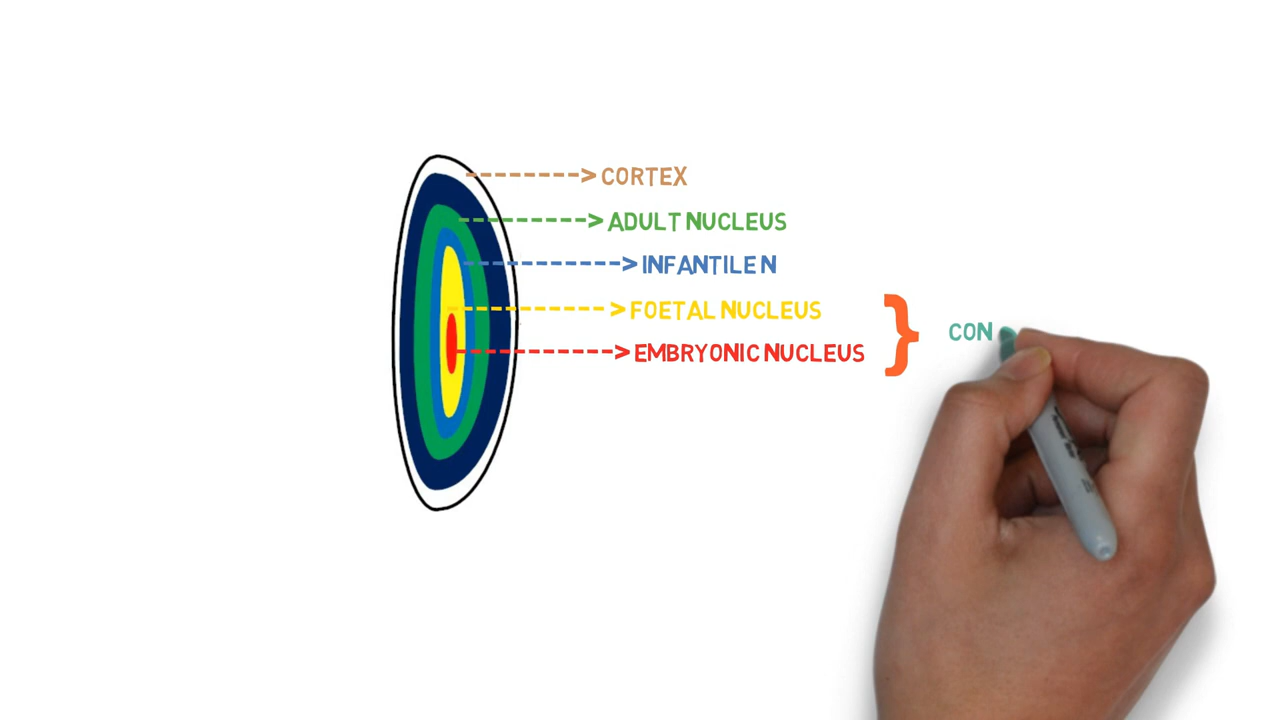 CORTEX
ADULT NUCLEUS
INFANTILE N
FOETAL NUCLEUS
EMBRYONIC NUCLEUS
CON